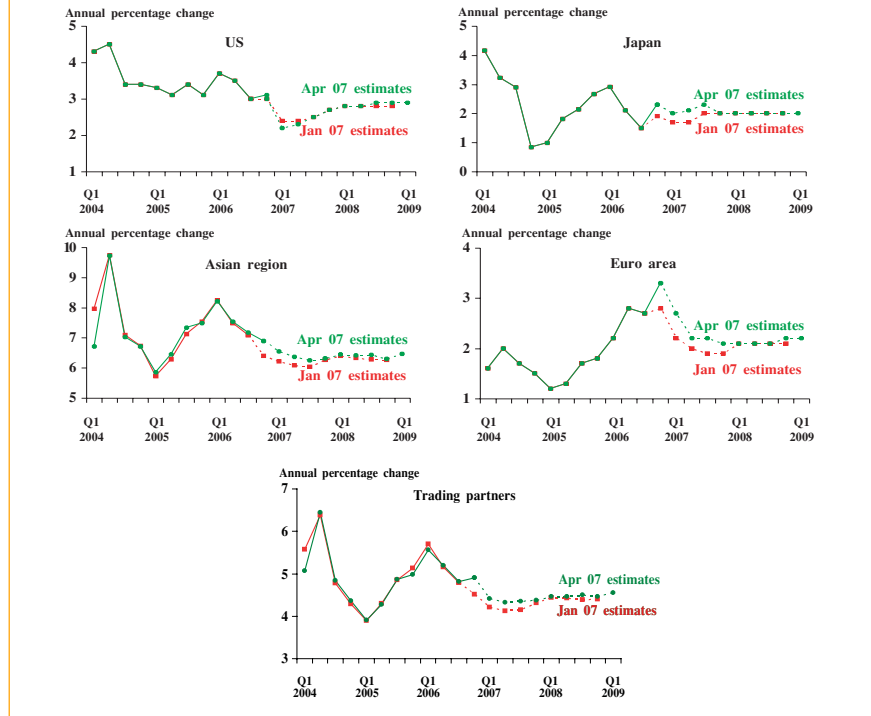 Annual percentage change
US
5
4
3
2
1
Apr 07 estimates
Jan 07 estimates
Q1 Q1 Q1 Q1 Q1 Q1
2004 2005 2006 2007 2008 2009
Annual percentage change
Japan
5
4
3
2
1
0
Apr 07 estimates
Jan 07 estimates
Q1 Q1 Q1 Q1 Q1 Q1
2004 2005 2006 2007 2008 2009
Annual percentage change
Asian region
10
9
8
7
6
5
Apr 07 estimates
Jan 07 estimates
Q1 Q1 Q1 Q1 Q1 Q1
2004 2005 2006 2007 2008 2009
Annual percentage change
Euro area
4
3
2
1
Apr 07 estimates
Jan 07 estimates
Q1 Q1 Q1 Q1 Q1 Q1
2004 2005 2006 2007 2008 2009
Annual percentage change
Trading partners
7
6
5
4
3
Apr 07 estimates
Jan 07 estimates
Q1 Q1 Q1 Q1 Q1 Q1
2004 2005 2006 2007 2008 2009